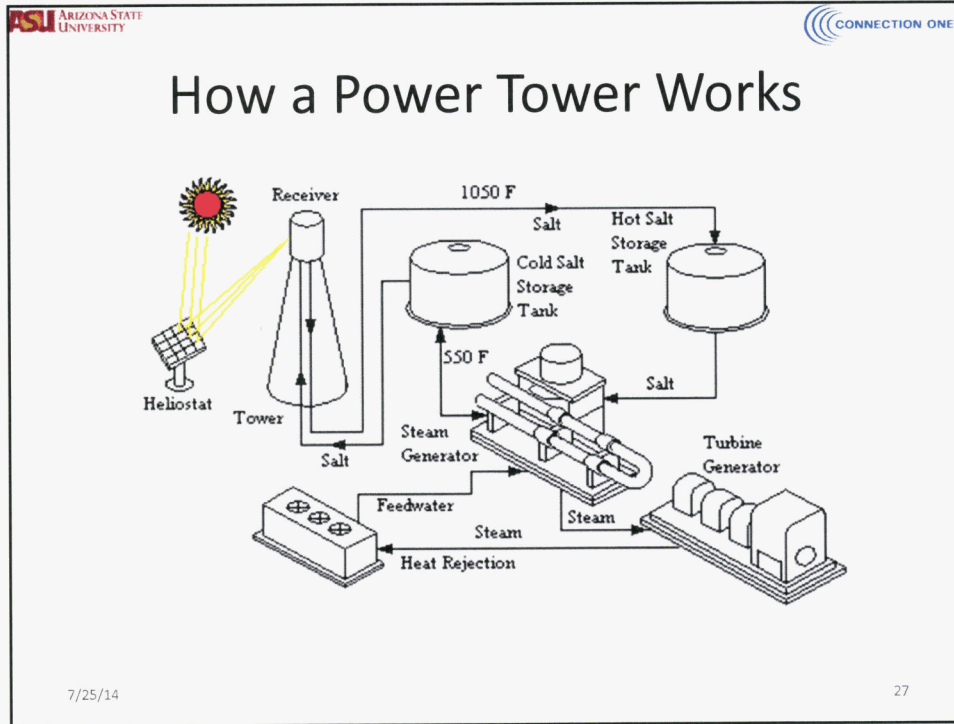 ASU ARIZONA STATE
UNIVERSITY
CONNECTION ONE
How a Power Tower Works
Receiver
1050 F
Salt
Hot Salt
Storage
Tank
Cold Salt
Storage
Tank
550 F
Salt
Heliostat
Tower
Salt
Steam
Generator
Turbine
Generator
Feedwater
Steam
Steam
Heat Rejection
7/25/14
27